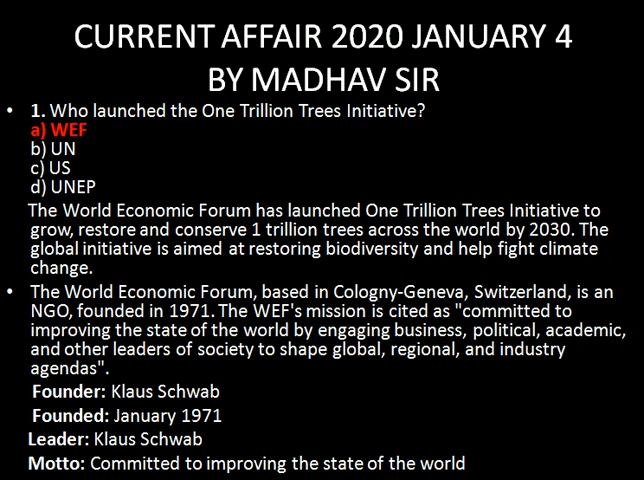 CURRENT AFFAIR 2020 JANUARY 4
BY MADHAV SIR
• 1. Who launched the One Trillion Trees Initiative?
a) WEF
b) UN
c) US
d) UNEP
The World Economic Forum has launched One Trillion Trees Initiative to
grow, restore and conserve 1 trillion trees across the world by 2030. The
global initiative is aimed at restoring biodiversity and help fight climate
change.
• The World Economic Forum, based in Cologny-Geneva, Switzerland, is an
NGO, founded in 1971. The WEF's mission is cited as "committed to
improving the state of the world by engaging business, political, academic,
and other leaders of society to shape global, regional, and industry
agendas".
Founder: Klaus Schwab
Founded: January 1971
Leader: Klaus Schwab
Motto: Committed to improving the state of the world